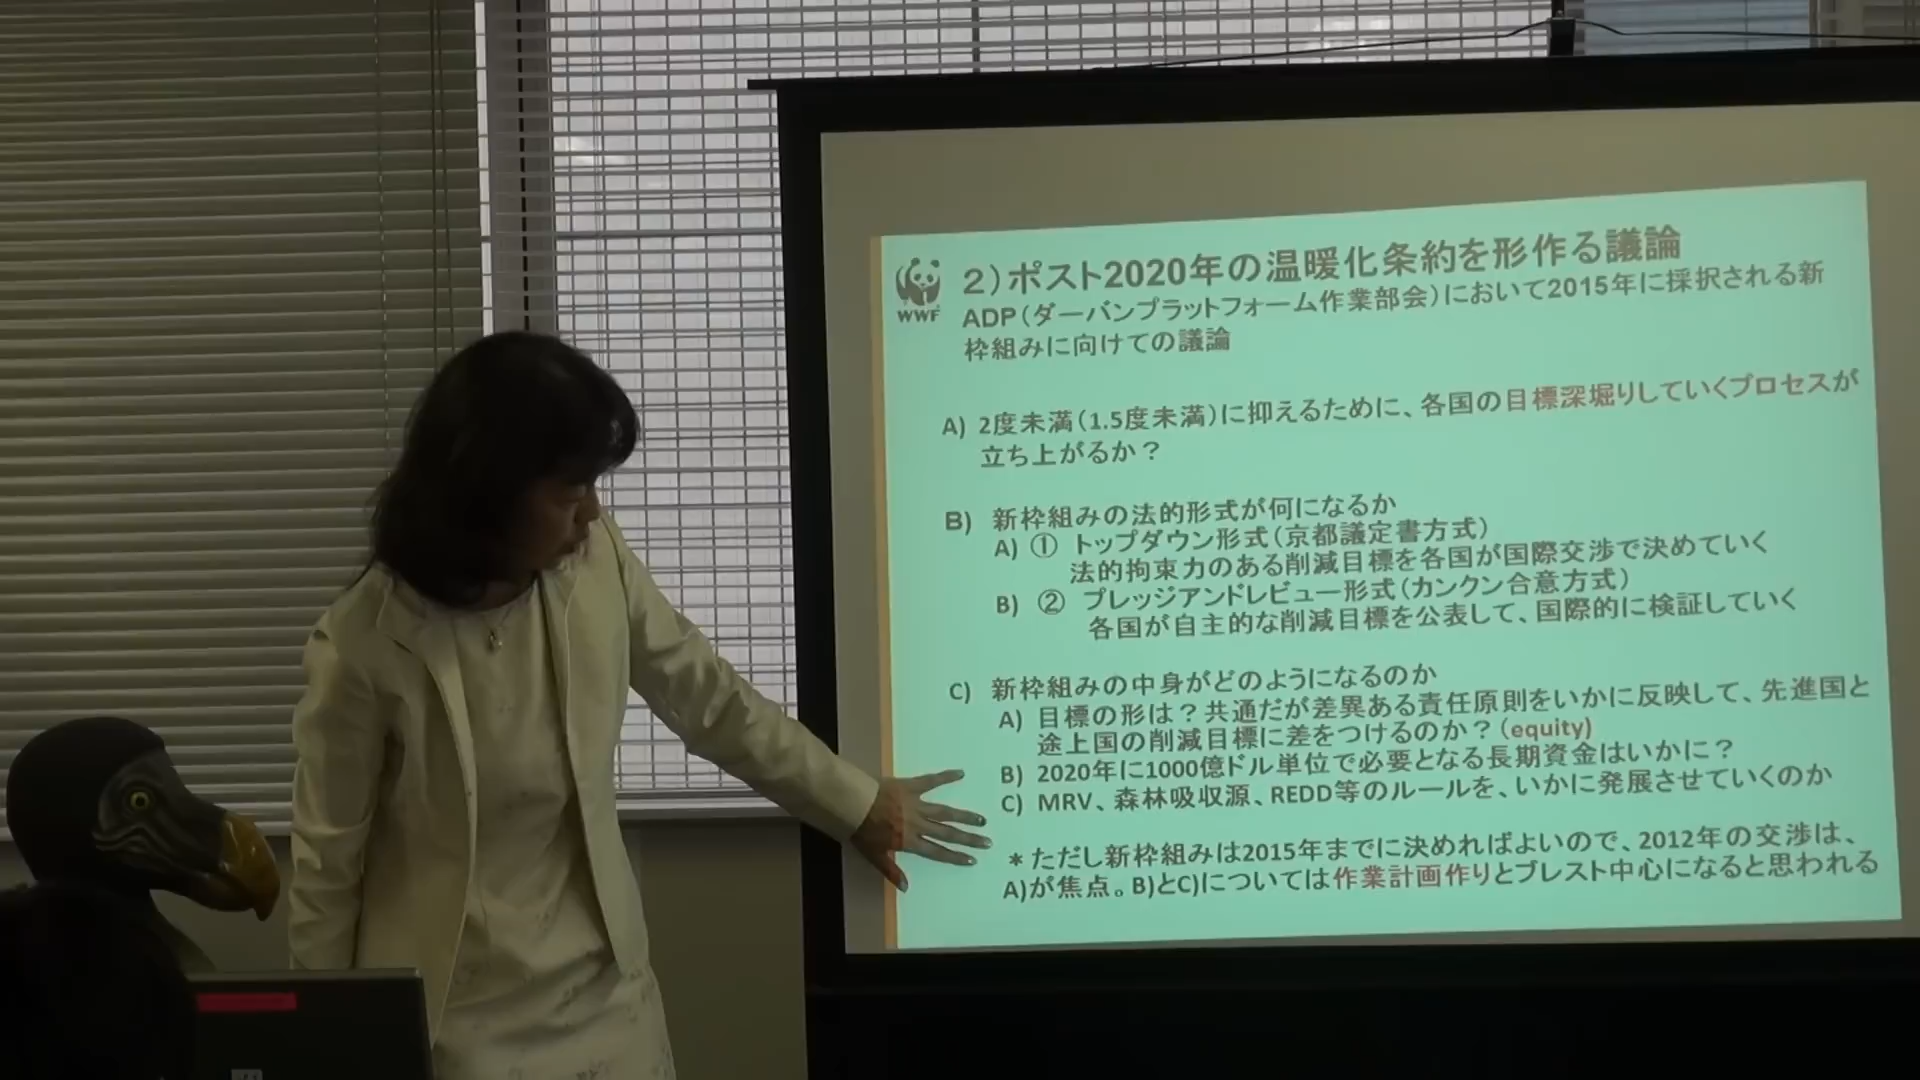 WWF
２）ポスト2020年の温暖化条約を形作る議論
ADP（ダーバンプラットフォーム作業部会）において2015年に採択される新
枠組みに向けての議論
A) 2度未満（1.5度未満）に抑えるために、各国の目標深堀りしていくプロセスが
立ち上がるか？
B) 新枠組みの法的形式が何になるか
A) ① トップダウン形式（京都議定書方式）
法的拘束力のある削減目標を各国が国際交渉で決めていく
B) ② プレッジアンドレビュー形式（カンクン合意方式）
各国が自主的な削減目標を公表して、国際的に検証していく
C) 新枠組みの中身がどのようになるのか
A) 目標の形は？共通だが差異ある責任原則をいかに反映して、先進国と
途上国の削減目標に差をつけるのか？（equity)
B) 2020年に1000億ドル単位で必要となる長期資金はいかに？
C) MRV、森林吸収源、REDD等のルールを、いかに発展させていくのか
＊ただし新枠組みは2015年までに決めればよいので、2012年の交渉は、
A)が焦点。B)とC)については作業計画作りとブレスト中心になると思われる